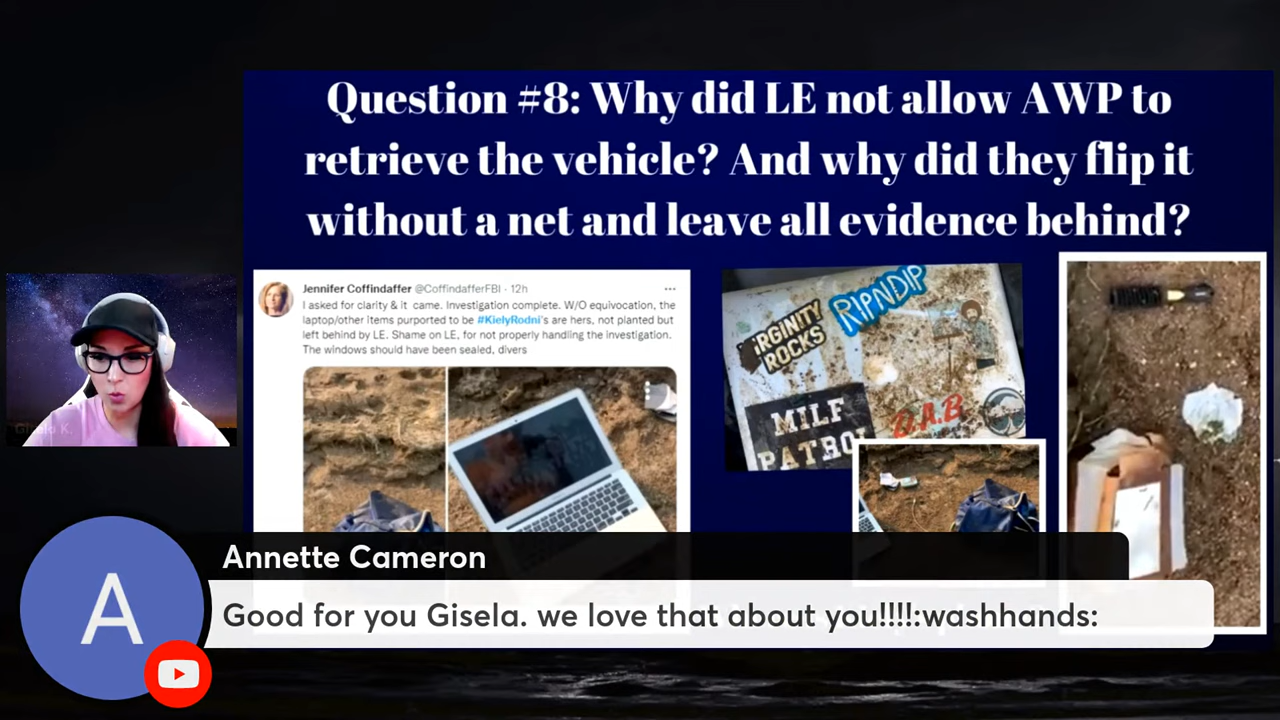 Question #8: Why did LE not allow AWP to
retrieve the vehicle? And why did they flip it
without a net and leave all evidence behind?
Jennifer Coffindaffer @CoffindafferFBI · 12h
I asked for clarity & it came. Investigation complete. W/O equivocation, the
laptop/other items purported to be #KielyRodni's are hers, not planted but
left behind by LE. Shame on LE, for not properly handling the investigation.
The windows should have been sealed, divers
IRGINITY
ROCKS
RIPNDIP
MILF
PATROL
D.A.B
Gisela K.
A
Annette Cameron
Good for you Gisela. we love that about you!!!!:washhands: